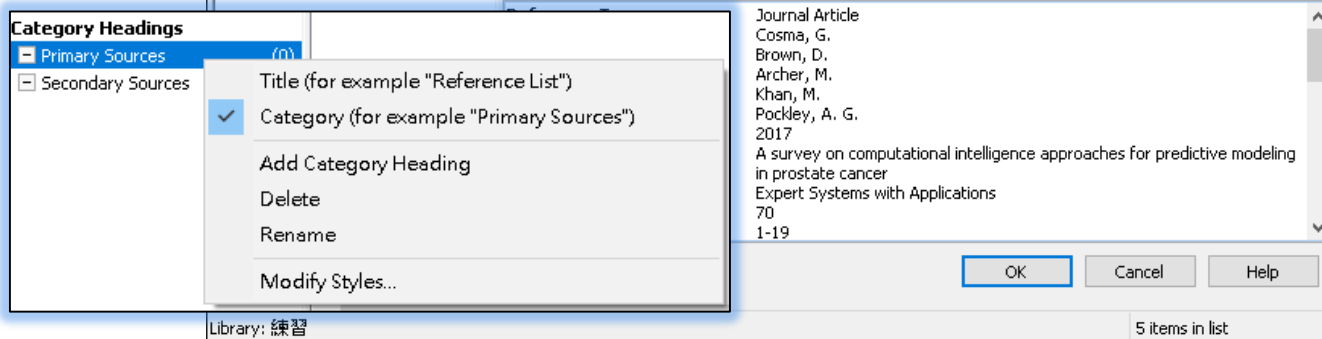 Category Headings
Primary Sources (0)
Secondary Sources
Title (for example "Reference List")
Category (for example "Primary Sources")
Add Category Heading
Delete
Rename
Modify Styles...
Journal Article
Cosma, G.
Brown, D.
Archer, M.
Khan, M.
Pockley, A. G.
2017
A survey on computational intelligence approaches for predictive modeling
in prostate cancer
Expert Systems with Applications
70
1-19
OK Cancel Help
Library: 練習
5 items in list